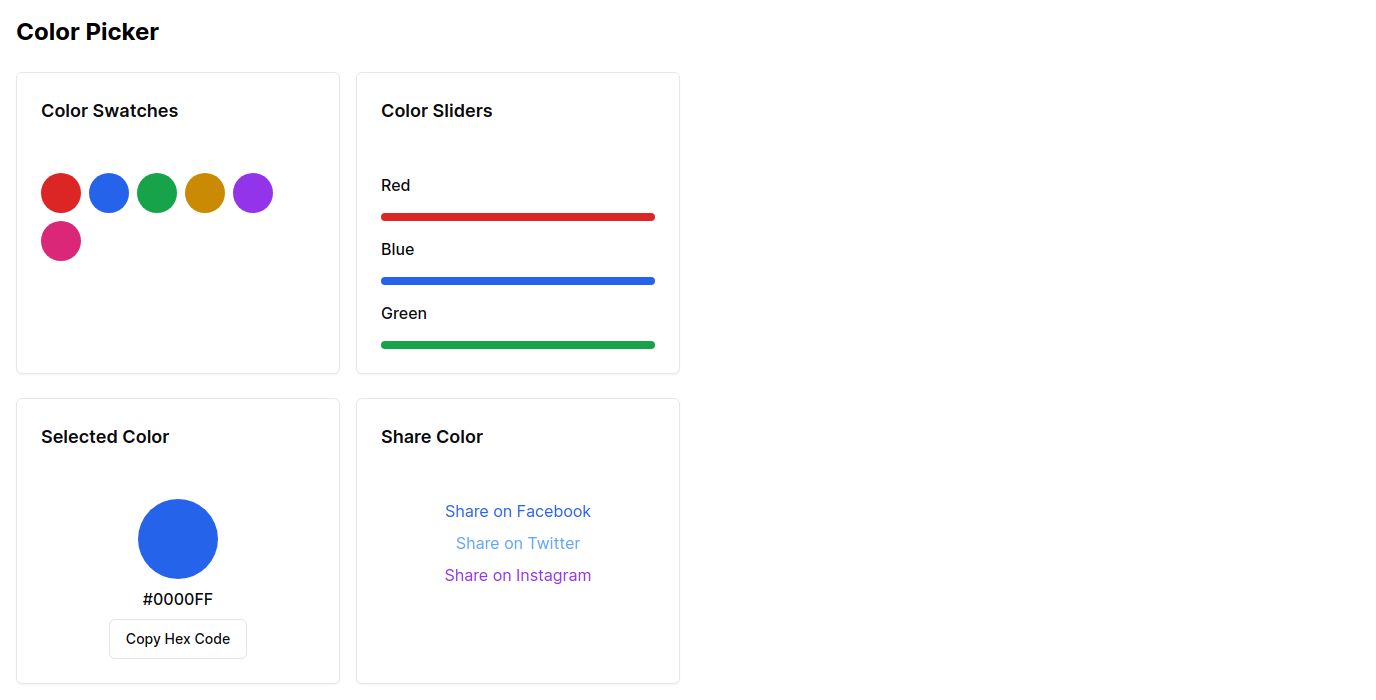 Color Picker
Color Swatches
Color Sliders
Red
Blue
Green
Selected Color
#0000FF
Copy Hex Code
Share Color
Share on Facebook
Share on Twitter
Share on Instagram